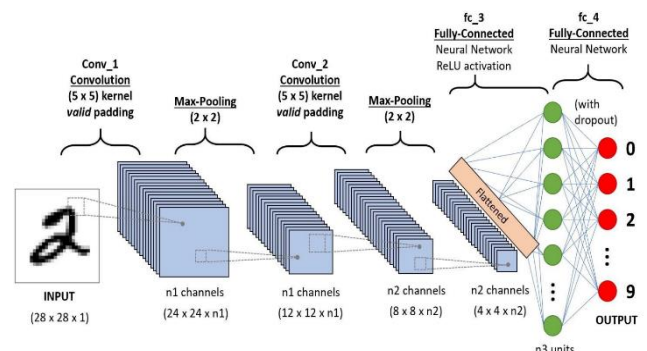 fc_3
Fully-Connected
Neural Network
ReLU activation
fc_4
Fully-Connected
Neural Network
Conv_1
Convolution
(5 x 5) kernel
valid padding
Max-Pooling
(2 x 2)
Conv_2
Convolution
(5 x 5) kernel
valid padding
Max-Pooling
(2 x 2)
(with
dropout)
Flattened
2
0
1
2
9
INPUT
(28 x 28 x 1)
n1 channels
(24 x 24 x n1)
n1 channels
(12 x 12 x n1)
n2 channels
(8 x 8 x n2)
n2 channels
(4 x 4 x n2)
OUTPUT
n3 units